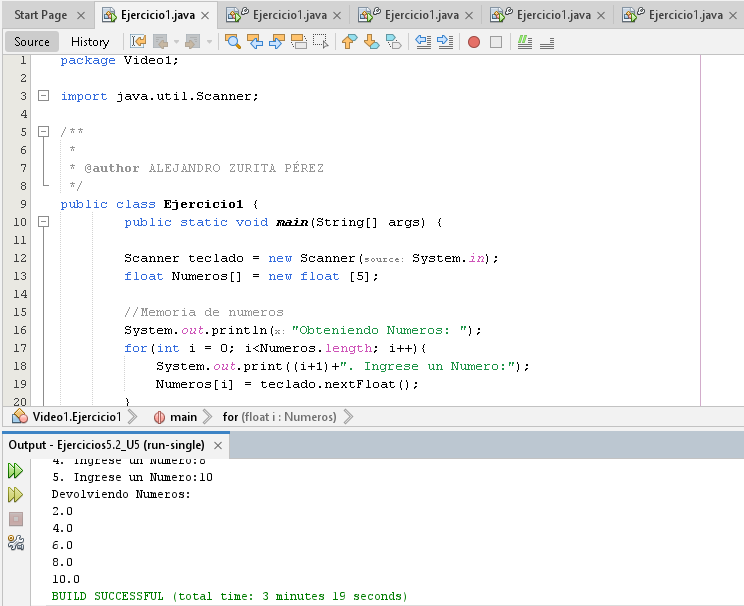 Start Page Ejercicio1.java Ejercicio1.java Ejercicio1.java Ejercicio1.java Ejercicio1.java
Source History
1 package Video1;
2
3 import java.util.Scanner;
4
5 /**
6 *
7 * @author ALEJANDRO ZURITA PÉREZ
8 */
9 public class Ejercicio1 {
10 public static void main(String[] args) {
11
12 Scanner teclado = new Scanner(source: System.in);
13 float Numeros[] = new float [5];
14
15 //Memoria de numeros
16 System.out.println(x: "Obteniendo Numeros: ");
17 for(int i = 0; i<Numeros.length; i++){
18 System.out.print((i+1)+". Ingrese un Numero:");
19 Numeros[i] = teclado.nextFloat();
20 }
Video1.Ejercicio1 main for (float i : Numeros)
Output - Ejercicios5.2_U5 (run-single)
4. Ingrese un Numero:8
5. Ingrese un Numero:10
Devolviendo Numeros:
2.0
4.0
6.0
8.0
10.0
BUILD SUCCESSFUL (total time: 3 minutes 19 seconds)